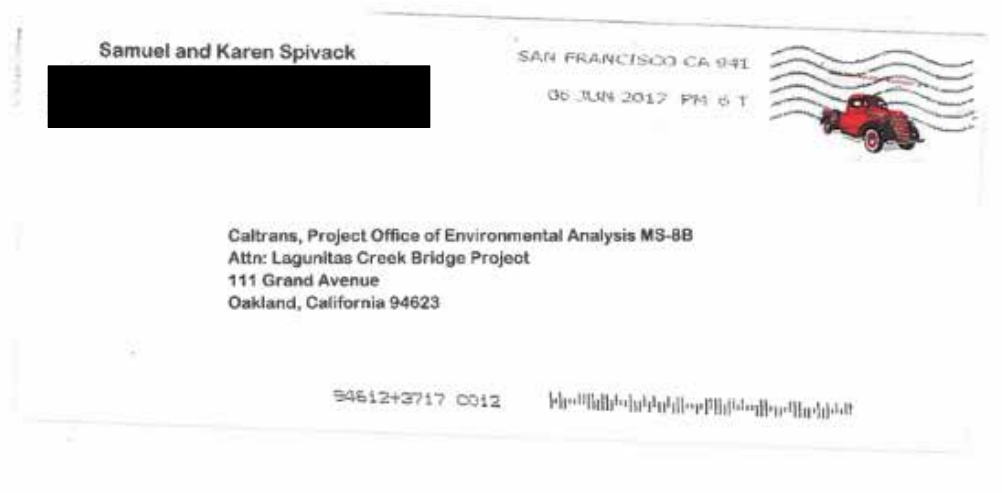 Samuel and Karen Spivack
SAN FRANCISCO CA 941
06 JUN 2017 PM 6 T
Caltrans, Project Office of Environmental Analysis MS-8B
Attn: Lagunitas Creek Bridge Project
111 Grand Avenue
Oakland, California 94623
94612+3717 C012